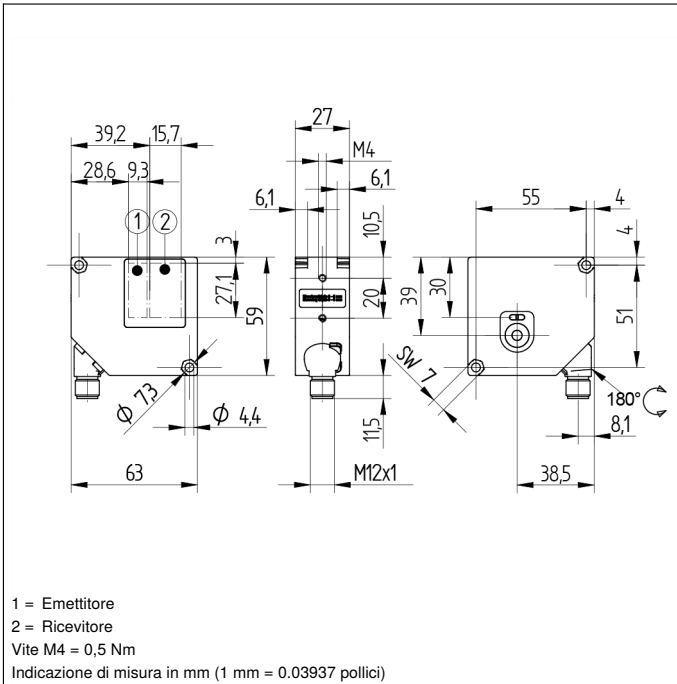 27
39,2 15,7
M4
28,6 9,3
6,1
6,1
55
4
1 2
3
10,5
4
27,1
59
20
39
30
51
SW 7
180°
Φ 7,3
Φ 4,4
11,5
8,1
63
M12x1
38,5
1 = Emettitore
2 = Ricevitore
Vite M4 = 0,5 Nm
Indicazione di misura in mm (1 mm = 0.03937 pollici)